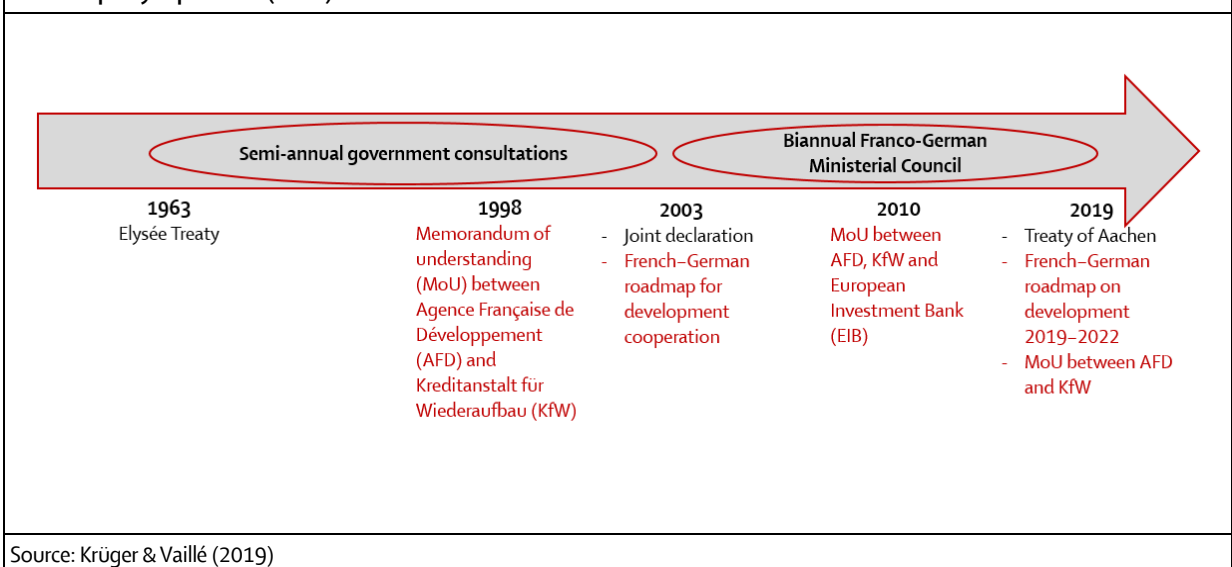 Semi-annual government consultations
Biannual Franco-German
Ministerial Council
1963
Elysée Treaty
1998
Memorandum of
understanding
(MoU) between
Agence Française de
Développement
(AFD) and
Kreditanstalt für
Wiederaufbau (KfW)
2003
- Joint declaration
- French–German
roadmap for
development
cooperation
2010
MoU between
AFD, KfW and
European
Investment Bank
(EIB)
2019
- Treaty of Aachen
- French–German
roadmap on
development
2019–2022
- MoU between AFD
and KfW
Source: Krüger & Vaillé (2019)